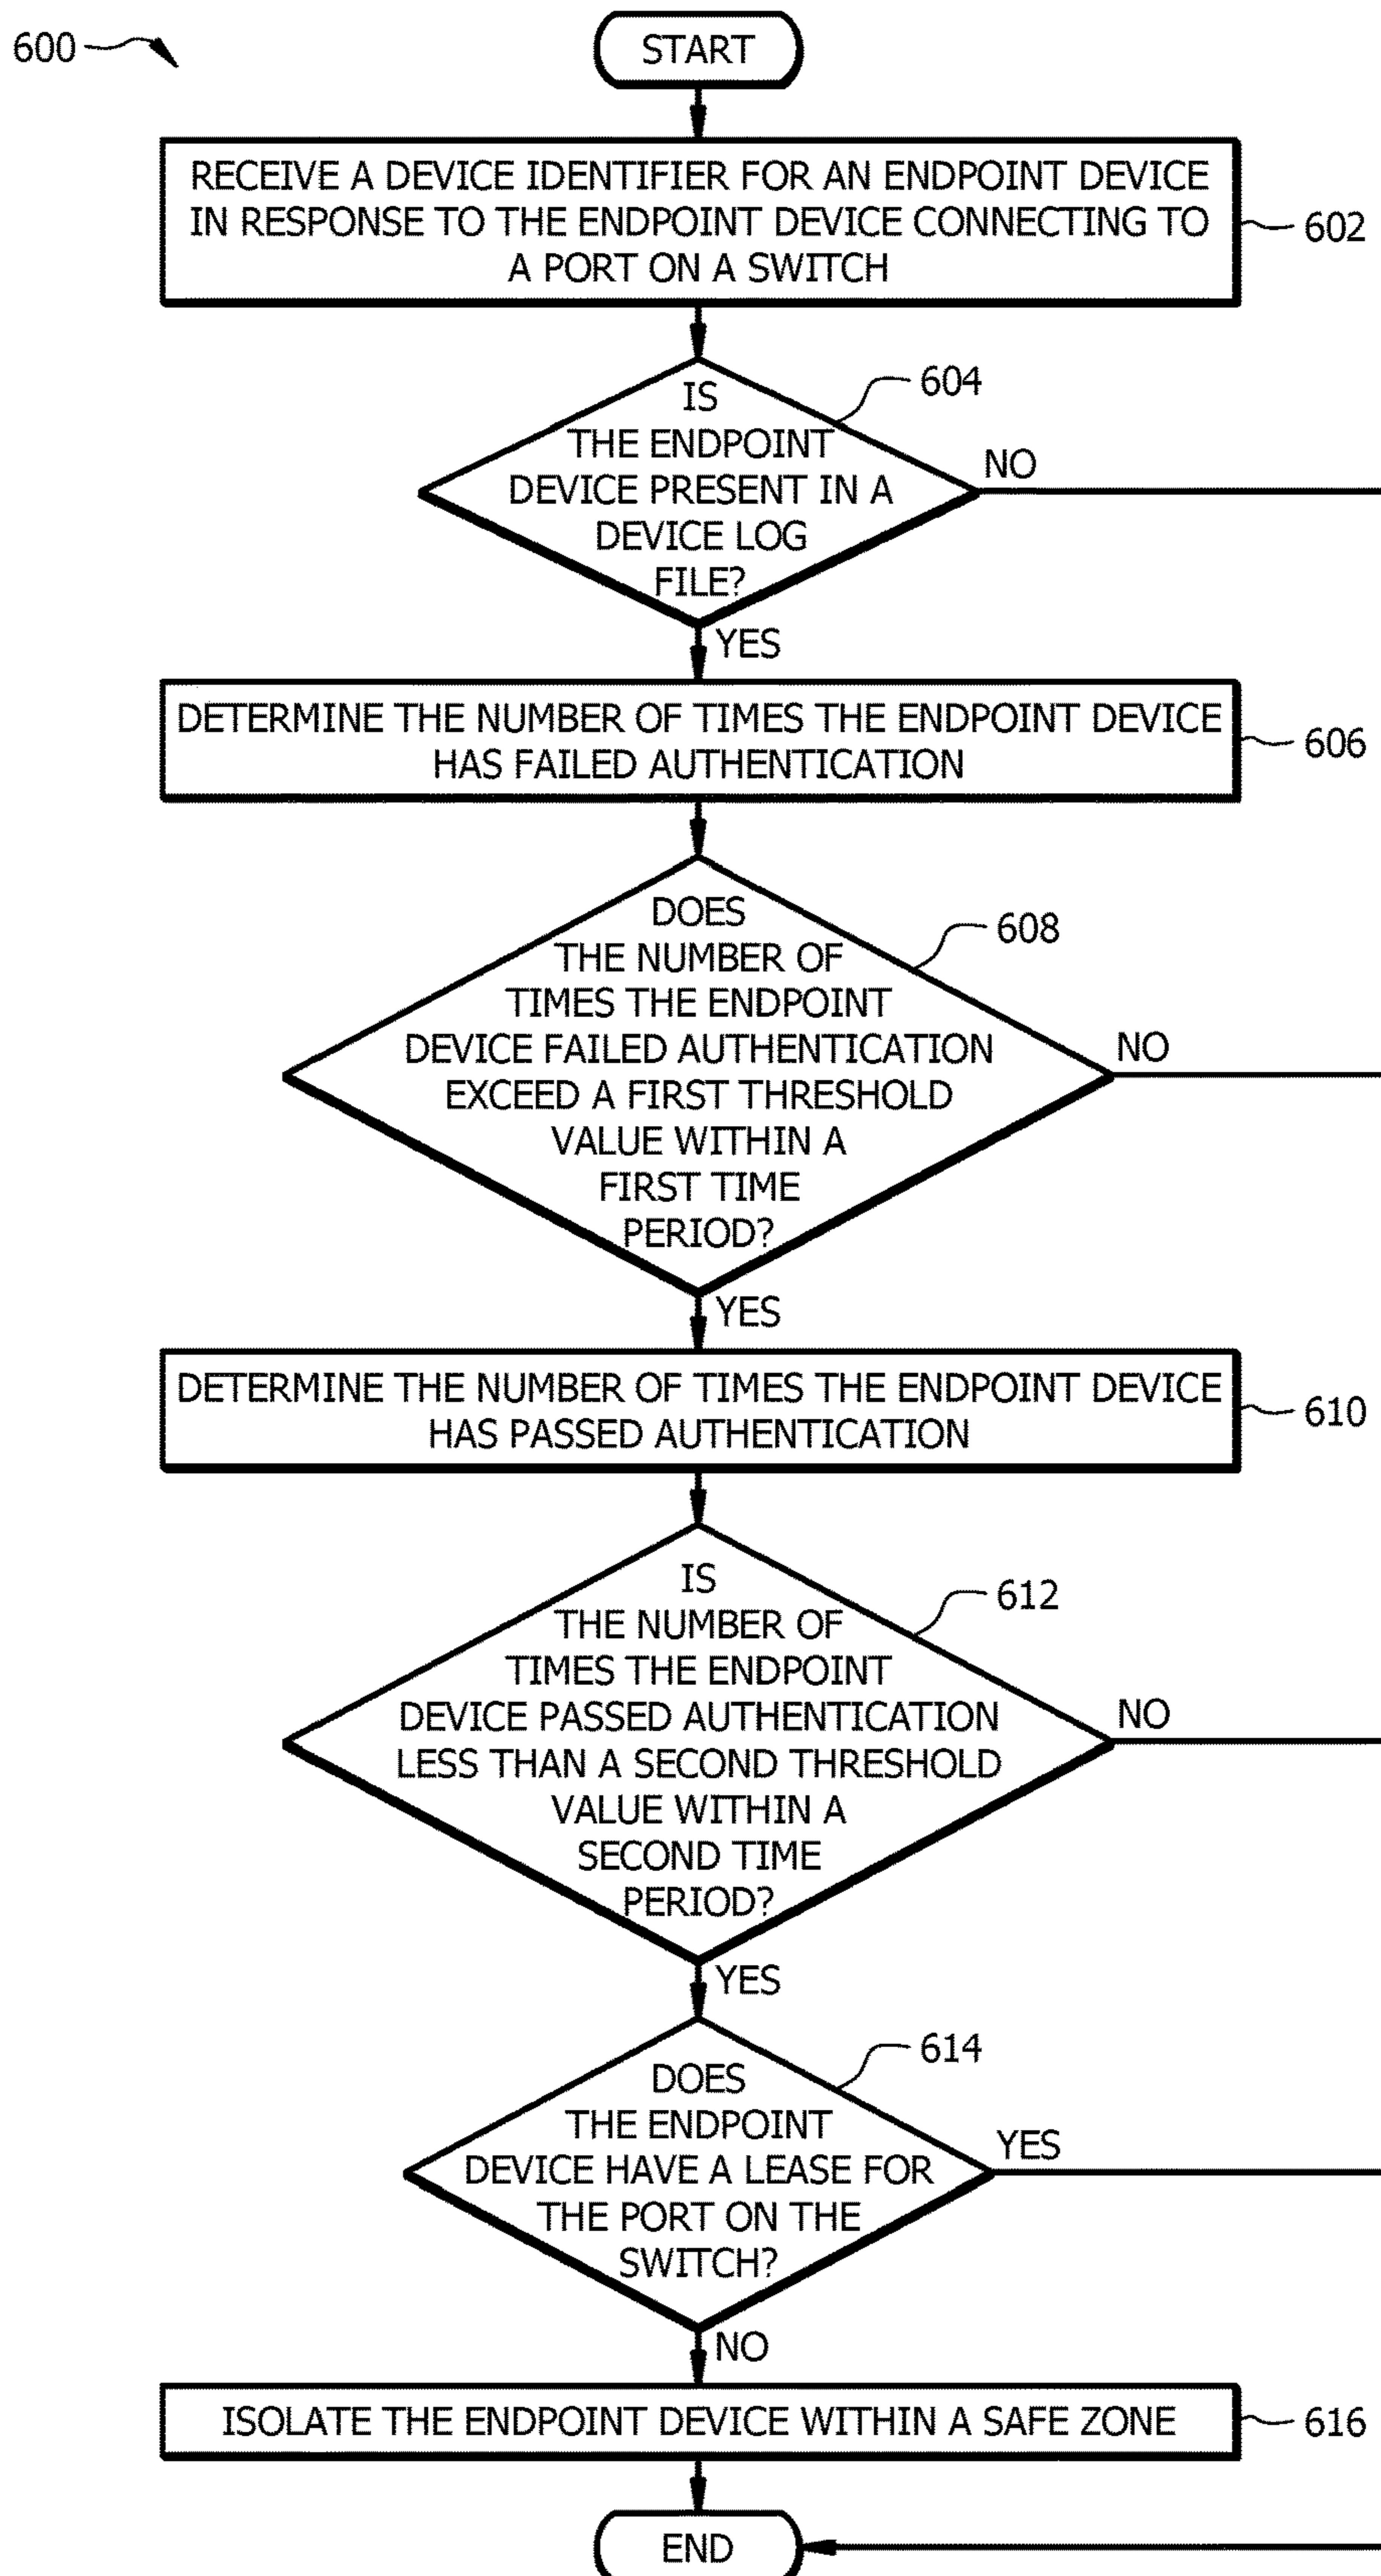 600
START
RECEIVE A DEVICE IDENTIFIER FOR AN ENDPOINT DEVICE
IN RESPONSE TO THE ENDPOINT DEVICE CONNECTING TO
A PORT ON A SWITCH
602
604
IS
THE ENDPOINT
DEVICE PRESENT IN A
DEVICE LOG
FILE?
NO
YES
DETERMINE THE NUMBER OF TIMES THE ENDPOINT DEVICE
HAS FAILED AUTHENTICATION
606
608
DOES
THE NUMBER OF
TIMES THE ENDPOINT
DEVICE FAILED AUTHENTICATION
EXCEED A FIRST THRESHOLD
VALUE WITHIN A
FIRST TIME
PERIOD?
NO
YES
DETERMINE THE NUMBER OF TIMES THE ENDPOINT DEVICE
HAS PASSED AUTHENTICATION
610
612
IS
THE NUMBER OF
TIMES THE ENDPOINT
DEVICE PASSED AUTHENTICATION
LESS THAN A SECOND THRESHOLD
VALUE WITHIN A
SECOND TIME
PERIOD?
NO
YES
614
DOES
THE ENDPOINT
DEVICE HAVE A LEASE FOR
THE PORT ON THE
SWITCH?
YES
NO
ISOLATE THE ENDPOINT DEVICE WITHIN A SAFE ZONE
616
END